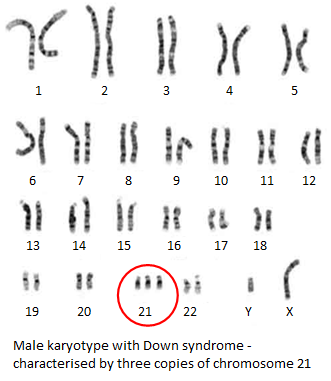 1 2 3 4 5
6 7 8 9 10 11 12
13 14 15 16 17 18
19 20 21 22 Y X
Male karyotype with Down syndrome -
characterised by three copies of chromosome 21